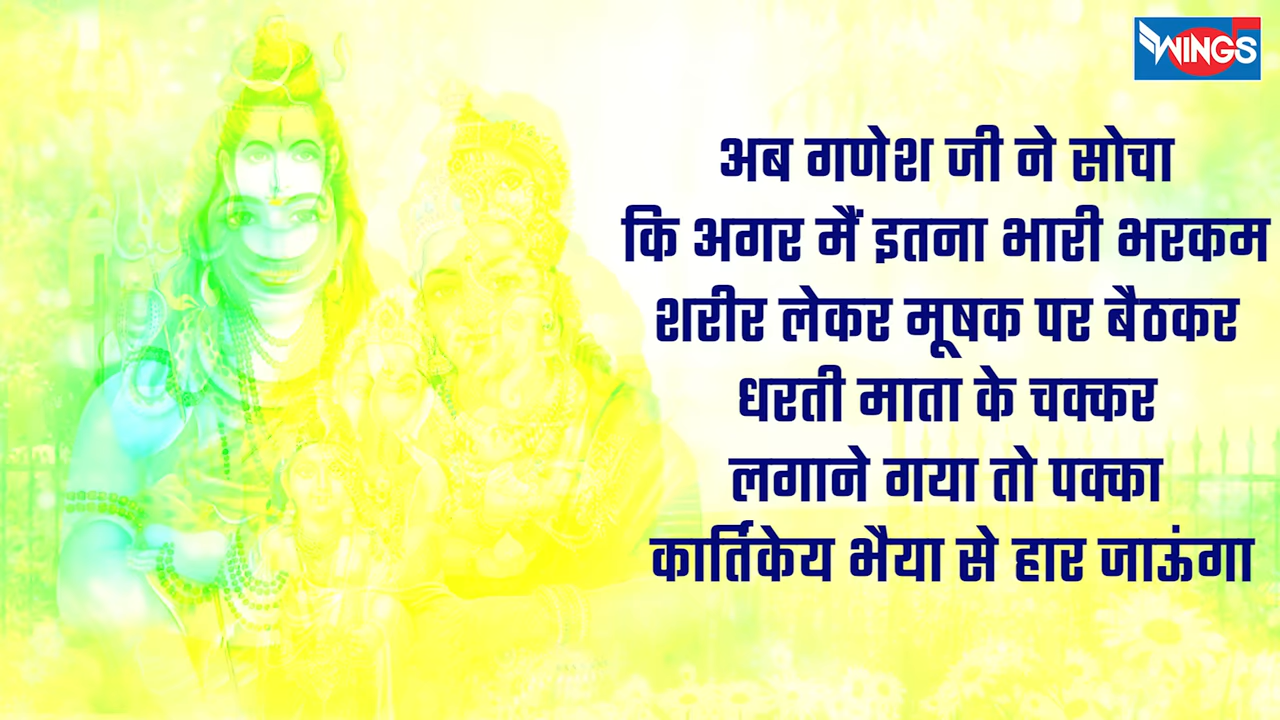 WINGS
अब गणेश जी ने सोचा
कि अगर मैं इतना भारी भरकम
शरीर लेकर मूषक पर बैठकर
धरती माता के चक्कर
लगाने गया तो पक्का
कार्तिकेय भैया से हार जाऊंगा